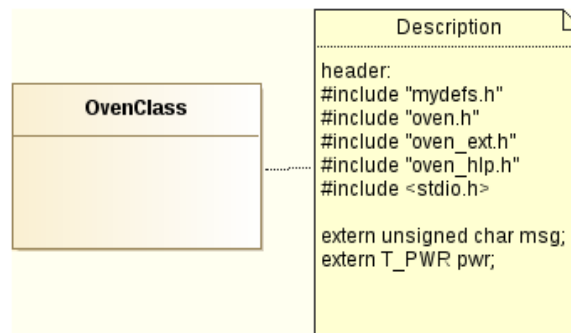 OvenClass
Description
header:
#include "mydefs.h"
#include "oven.h"
#include "oven_ext.h"
#include "oven_hlp.h"
#include <stdio.h>
extern unsigned char msg;
extern T_PWR pwr;